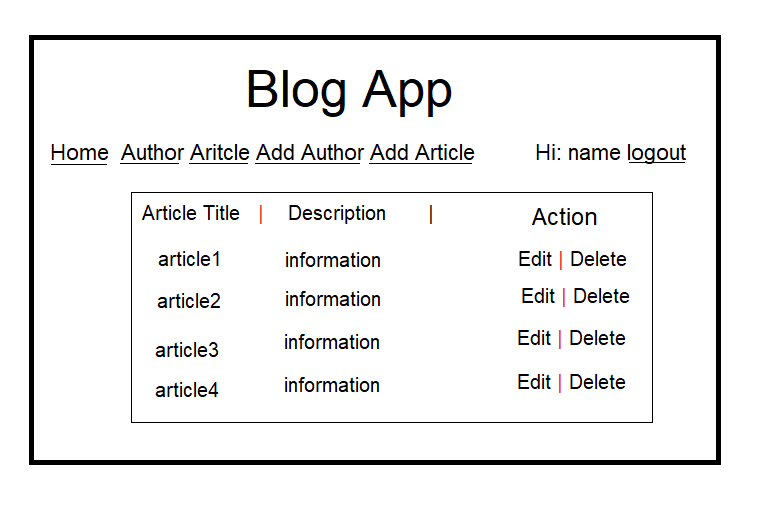 Blog App
Home Author Aritcle Add Author Add Article Hi: name logout
Article Title | Description | Action
article1 information Edit | Delete
article2 information Edit | Delete
article3 information Edit | Delete
article4 information Edit | Delete